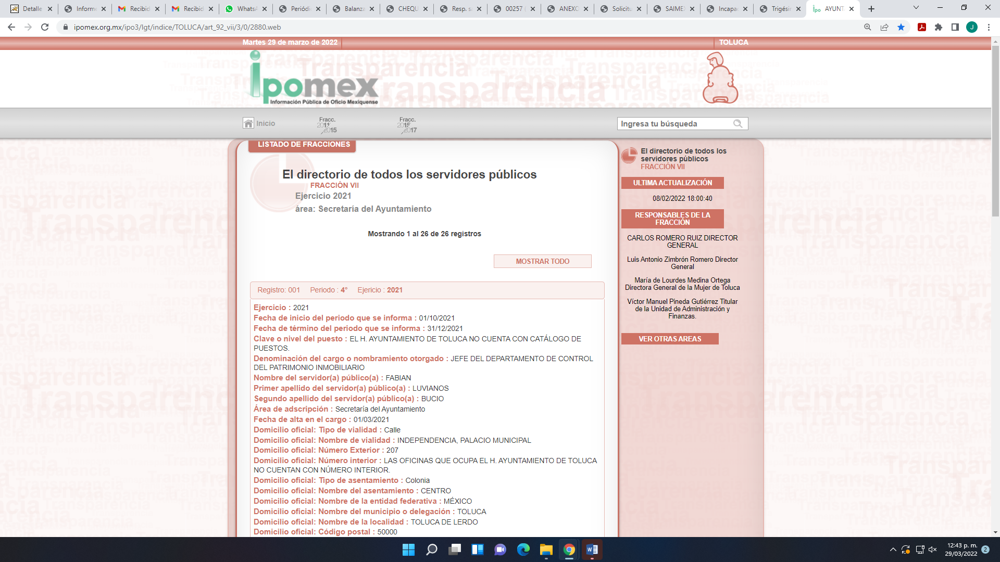 Detalle
Informe
Recibid
Recibid
WhatsA
Periódi
Balanza
CHEQU
Resp. s
00257
ANEXO
Solicitu
SAIME
Incapa
Trigési
AYUNT
ipomex.org.mx/ipo3/lgt/indice/TOLUCA/art_92_vii/3/0/2880.web
J
Martes 29 de marzo de 2022
TOLUCA
Transparencia
ipomex
Información Pública de Oficio Mexiquense
Inicio
Fracc.
2011
2015
Fracc.
2015
2017
Ingresa tu búsqueda
LISTADO DE FRACCIONES
El directorio de todos los servidores públicos
FRACCIÓN VII
Ejercicio 2021
área: Secretaría del Ayuntamiento
Mostrando 1 al 26 de 26 registros
MOSTRAR TODO
Registro: 001 Periodo : 4° Ejericio : 2021
Ejercicio : 2021
Fecha de inicio del periodo que se informa : 01/10/2021
Fecha de término del periodo que se informa : 31/12/2021
Clave o nivel del puesto : EL H. AYUNTAMIENTO DE TOLUCA NO CUENTA CON CATÁLOGO DE
PUESTOS.
Denominación del cargo o nombramiento otorgado : JEFE DEL DEPARTAMENTO DE CONTROL
DEL PATRIMONIO INMOBILIARIO
Nombre del servidor(a) público(a) : FABIAN
Primer apellido del servidor(a) público(a) : LUVIANOS
Segundo apellido del servidor(a) público(a) : BUCIO
Área de adscripción : Secretaría del Ayuntamiento
Fecha de alta en el cargo : 01/03/2021
Domicilio oficial: Tipo de vialidad : Calle
Domicilio oficial: Nombre de vialidad : INDEPENDENCIA, PALACIO MUNICIPAL
Domicilio oficial: Número Exterior : 207
Domicilio oficial: Número interior : LAS OFICINAS QUE OCUPA EL H. AYUNTAMIENTO DE TOLUCA
NO CUENTAN CON NÚMERO INTERIOR.
Domicilio oficial: Tipo de asentamiento : Colonia
Domicilio oficial: Nombre del asentamiento : CENTRO
Domicilio oficial: Nombre de la entidad federativa : MÉXICO
Domicilio oficial: Nombre del municipio o delegación : TOLUCA
Domicilio oficial: Nombre de la localidad : TOLUCA DE LERDO
Domicilio oficial: Código postal : 50000
El directorio de todos los
servidores públicos
FRACCIÓN VII
ULTIMA ACTUALIZACIÓN
08/02/2022 18:00:40
RESPONSABLES DE LA
FRACCIÓN
CARLOS ROMERO RUIZ DIRECTOR
GENERAL
Luis Antonio Zimbrón Romero Director
General
María de Lourdes Medina Ortega
Directora General de la Mujer de Toluca
Víctor Manuel Pineda Gutiérrez Titular
de la Unidad de Administración y
Finanzas.
VER OTRAS AREAS
12:43 p. m.
29/03/2022
2